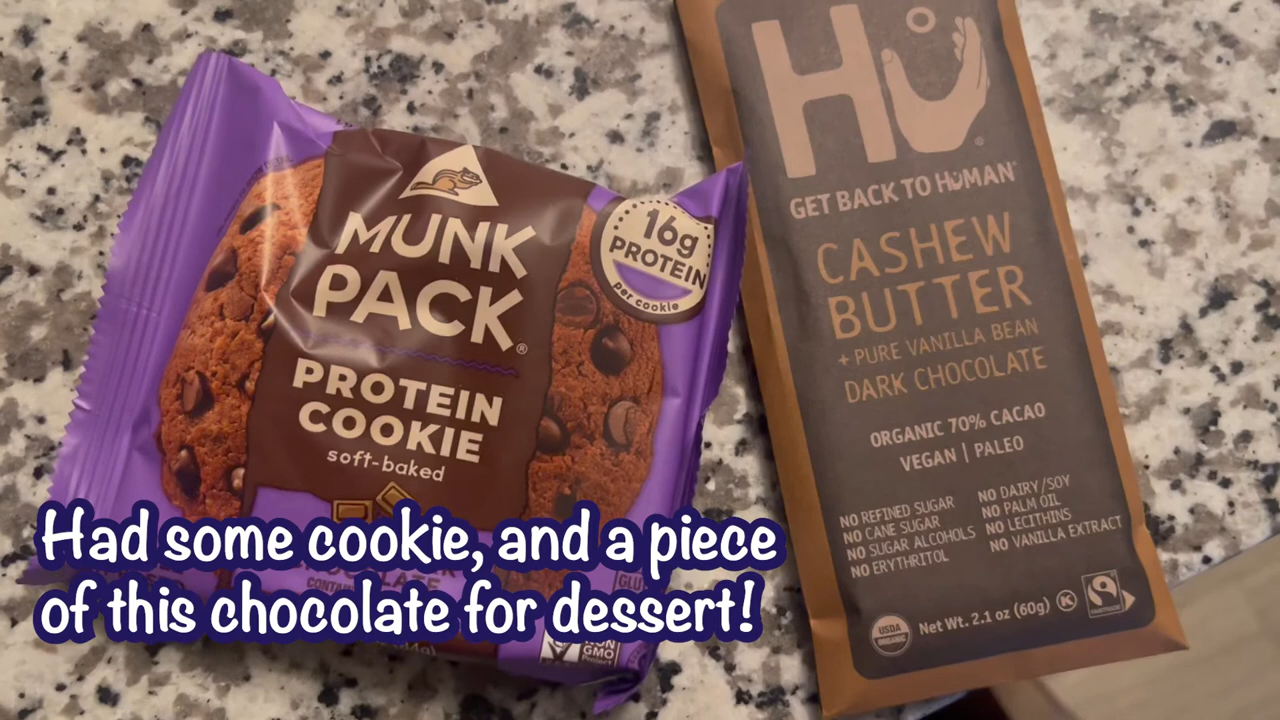 MUNK
PACK®
16g
PROTEIN
per cookie
PROTEIN
COOKIE
soft-baked
Hu®
GET BACK TO HUMAN®
CASHEW
BUTTER
+ PURE VANILLA BEAN
DARK CHOCOLATE
ORGANIC 70% CACAO
VEGAN | PALEO
NO REFINED SUGAR
NO CANE SUGAR
NO SUGAR ALCOHOLS
NO ERYTHRITOL
NO DAIRY/SOY
NO PALM OIL
NO LECITHINS
NO VANILLA EXTRACT
USDA
ORGANIC
Net Wt. 2.1 oz (60g)
K
FAIRTRADE
NON
GMO
Project
Had some cookie, and a piece
of this chocolate for dessert!